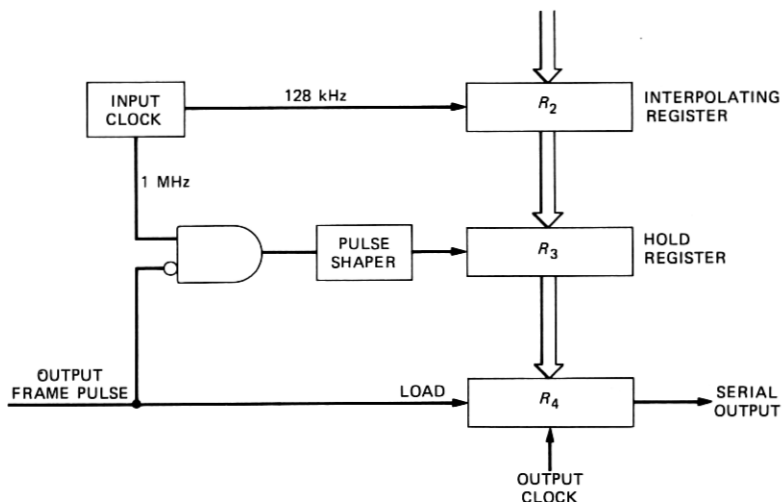 INPUT
CLOCK
128 kHz
R2
INTERPOLATING
REGISTER
1 MHz
PULSE
SHAPER
R3
HOLD
REGISTER
OUTPUT
FRAME PULSE
LOAD
R4
SERIAL
OUTPUT
OUTPUT
CLOCK